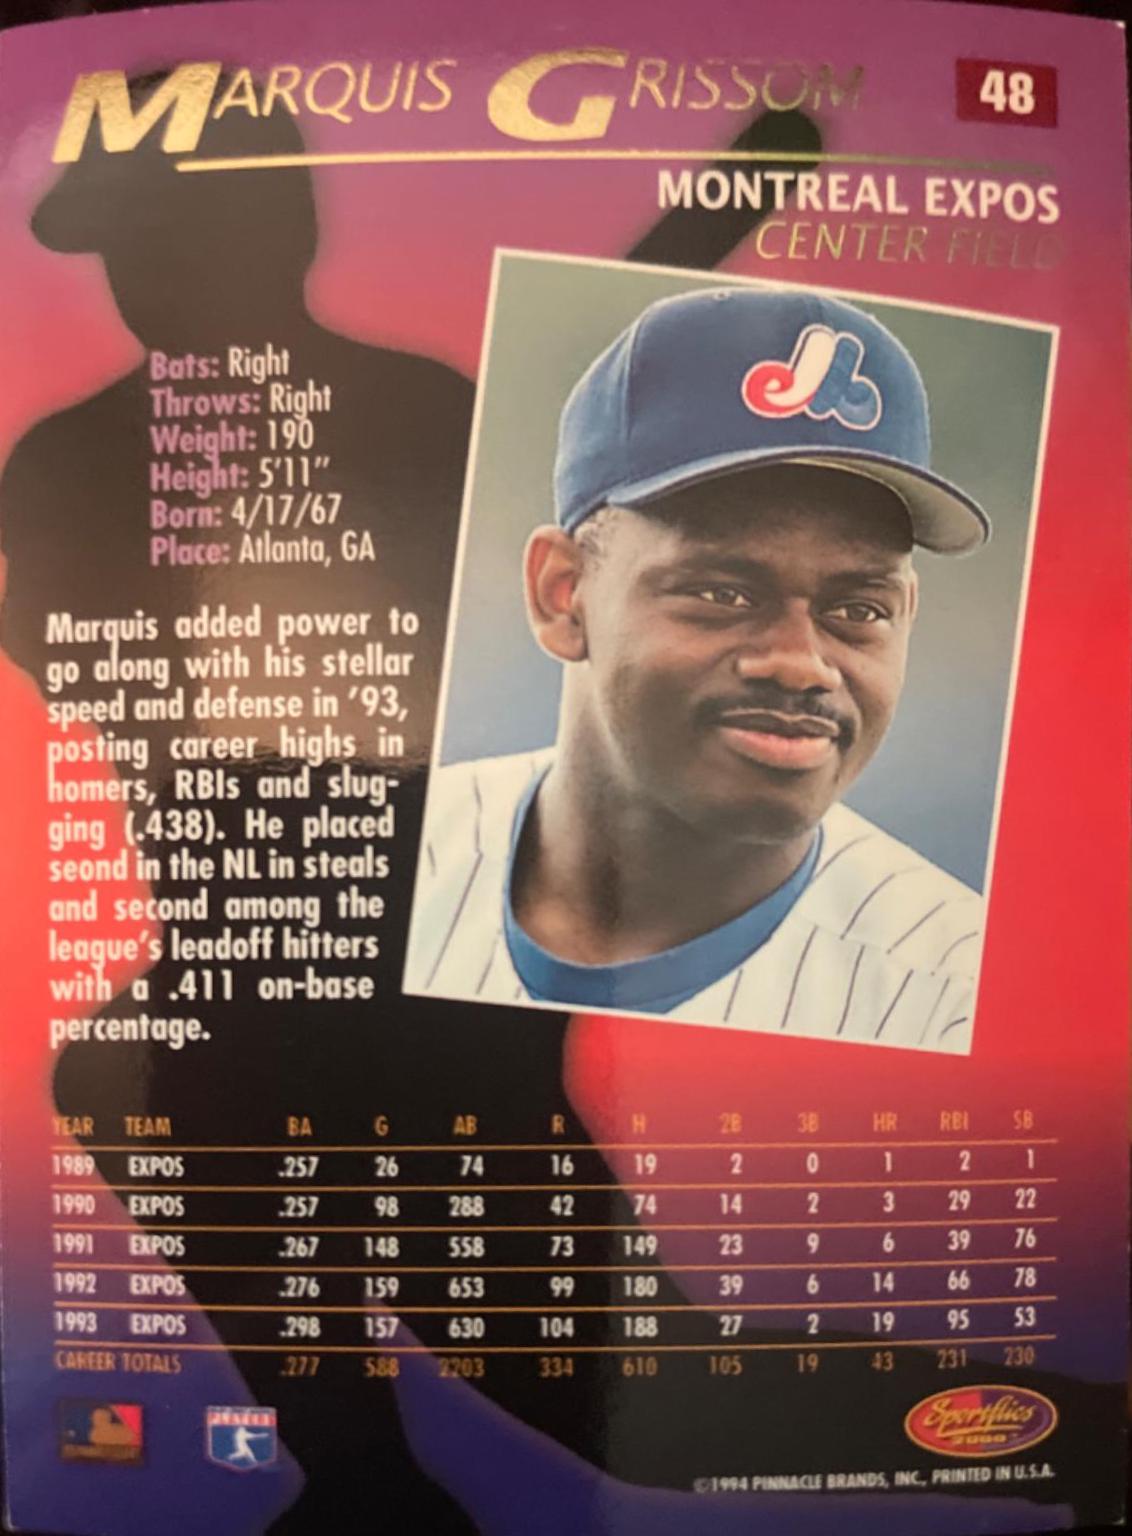 MARQUIS GRISSOM
48
MONTREAL EXPOS
CENTER FIELD
Bats: Right
Throws: Right
Weight: 190
Height: 5'11"
Born: 4/17/67
Place: Atlanta, GA
Marquis added power to
go along with his stellar
speed and defense in '93,
posting career highs in
homers, RBIs and slug-
ging (.438). He placed
seond in the NL in steals
and second among the
league's leadoff hitters
with a .411 on-base
percentage.
YEAR TEAM BA G AB R H 2B 3B HR RBI SB
1989 EXPOS .257 26 74 16 19 2 0 1 2 1
1990 EXPOS .257 98 288 42 74 14 2 3 29 22
1991 EXPOS .267 148 558 73 149 23 9 6 39 76
1992 EXPOS .276 159 653 99 180 39 6 14 66 78
1993 EXPOS .298 157 630 104 188 27 2 19 95 53
CAREER TOTALS .277 588 2203 334 610 105 19 43 231 230
Sportflics
2000™
©1994 PINNACLE BRANDS, INC., PRINTED IN U.S.A.